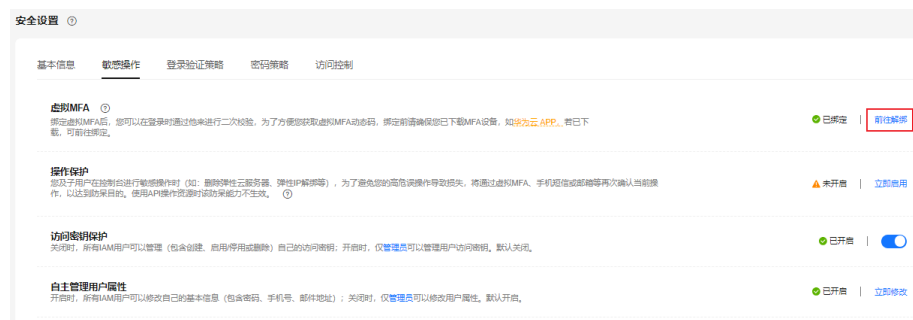 安全设置 ?
基本信息 敏感操作 登录验证策略 密码策略 访问控制
虚拟MFA ?
绑定虚拟MFA后，您可以在登录时通过他来进行二次校验，为了方便您获取虚拟MFA动态码，绑定前请确保您已下载MFA设备，如华为云 APP。若已下
载，可前往绑定。
已绑定 | 前往解绑
操作保护
您及子用户在控制台进行敏感操作时（如：删除弹性云服务器、弹性IP解绑等），为了避免您的高危误操作导致损失，将通过虚拟MFA、手机短信或邮箱等再次确认当前操
作，以达到防呆目的。使用API操作资源时该防呆能力不生效。 ?
未开启 | 立即启用
访问密钥保护
关闭时，所有IAM用户可以管理（包含创建、启用/停用或删除）自己的访问密钥；开启时，仅管理员可以管理用户访问密钥。默认关闭。
已开启 |
自主管理用户属性
开启时，所有IAM用户可以修改自己的基本信息（包含密码、手机号、邮件地址）；关闭时，仅管理员可以修改用户属性。默认开启。
已开启 | 立即修改